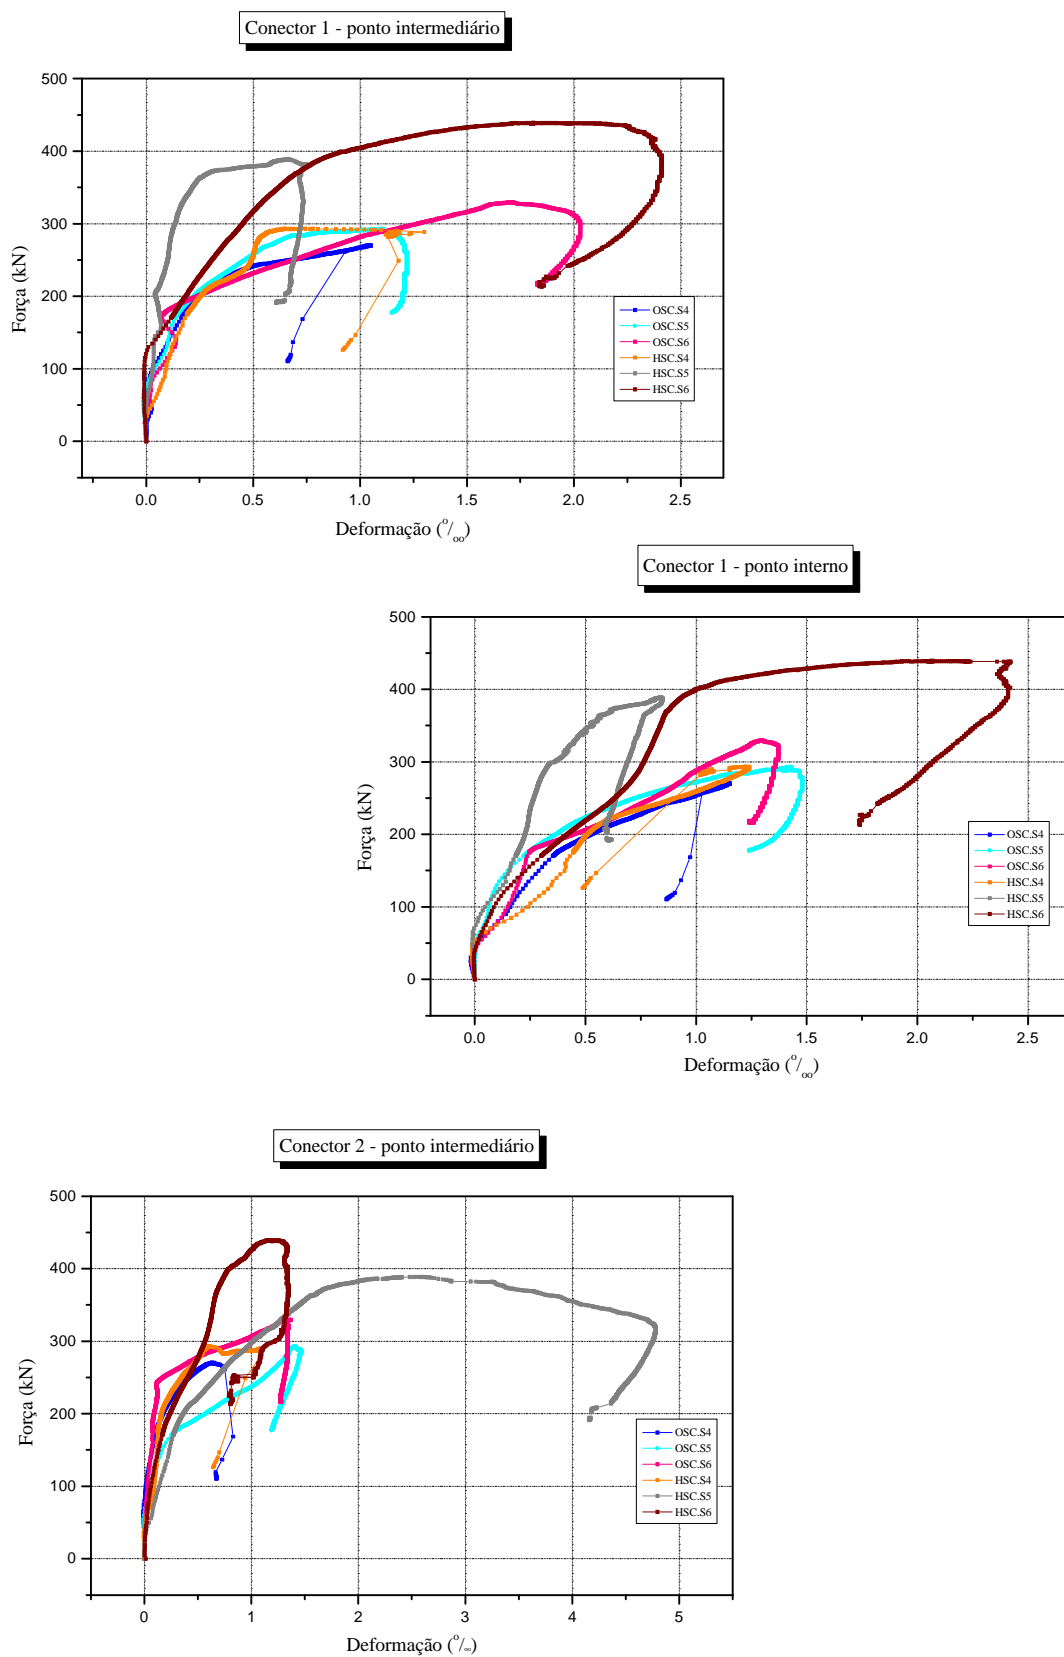 Conector 1 - ponto intermediário
500
400
300
200
100
0
Força (kN)
OSC.S4
OSC.S5
OSC.S6
HSC.S4
HSC.S5
HSC.S6
0.0 0.5 1.0 1.5 2.0 2.5
Deformação (o/oo)
Conector 1 - ponto interno
500
400
300
200
100
0
Força (kN)
OSC.S4
OSC.S5
OSC.S6
HSC.S4
HSC.S5
HSC.S6
0.0 0.5 1.0 1.5 2.0 2.5
Deformação (o/oo)
Conector 2 - ponto intermediário
500
400
300
200
100
0
Força (kN)
OSC.S4
OSC.S5
OSC.S6
HSC.S4
HSC.S5
HSC.S6
0 1 2 3 4 5
Deformação (o/oo)